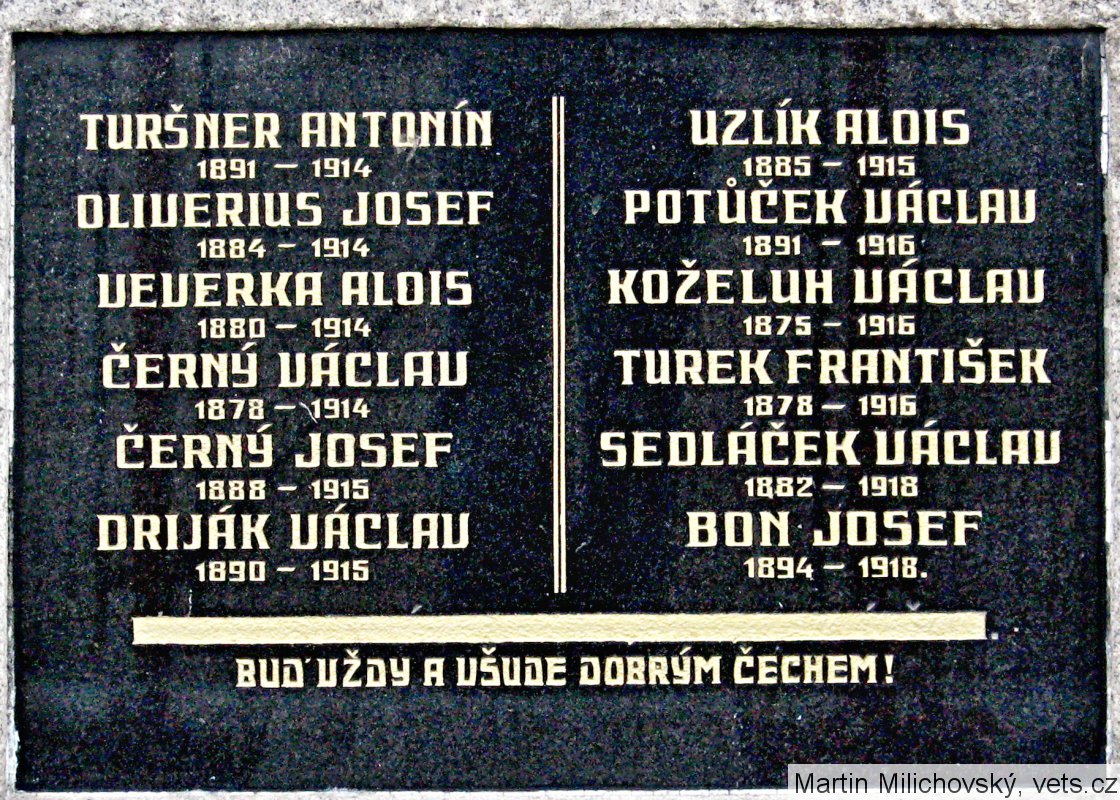 TURŠNER ANTONÍN
1891 – 1914
OLIVERIUS JOSEF
1884 – 1914
VEVERKA ALOIS
1880 – 1914
ČERNÝ VÁCLAV
1878 – 1914
ČERNÝ JOSEF
1888 – 1915
DRIJÁK VÁCLAV
1890 – 1915
UZLÍK ALOIS
1885 – 1915
POTŮČEK VÁCLAV
1891 – 1916
KOŽELUH VÁCLAV
1875 – 1916
TUREK FRANTIŠEK
1878 – 1916
SEDLÁČEK VÁCLAV
1882 – 1918
BON JOSEF
1894 – 1918.
BUĎ VŽDY A VŠUDE DOBRÝM ČECHEM!
Martin Milichovský, vets.cz